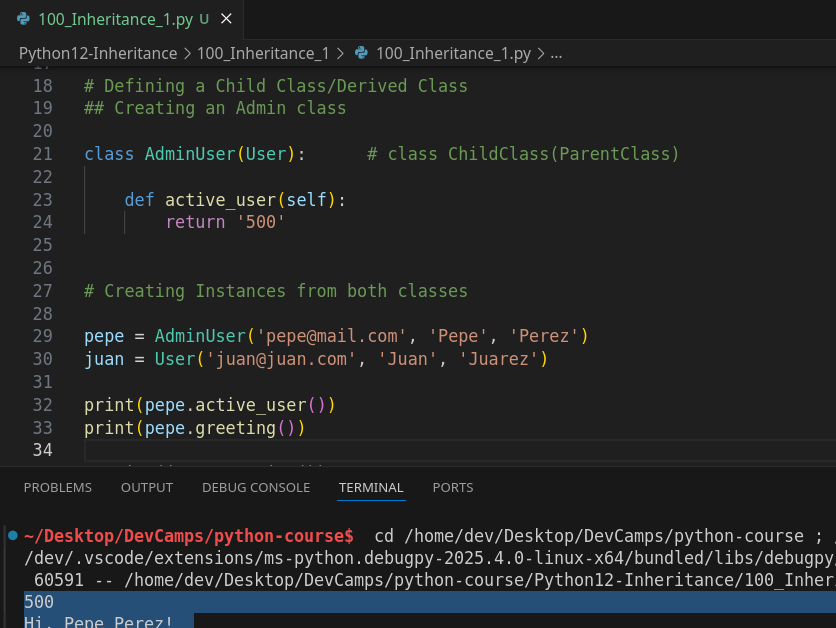 100_Inheritance_1.py U ×
Python12-Inheritance > 100_Inheritance_1 > 100_Inheritance_1.py > ...
18 # Defining a Child Class/Derived Class
19 ## Creating an Admin class
20
21 class AdminUser(User):      # class ChildClass(ParentClass)
22
23     def active_user(self):
24         return '500'
25
26
27 # Creating Instances from both classes
28
29 pepe = AdminUser('pepe@mail.com', 'Pepe', 'Perez')
30 juan = User('juan@juan.com', 'Juan', 'Juarez')
31
32 print(pepe.active_user())
33 print(pepe.greeting())
34
PROBLEMS OUTPUT DEBUG CONSOLE TERMINAL PORTS
~/Desktop/DevCamps/python-course$  cd /home/dev/Desktop/DevCamps/python-course ;
/dev/.vscode/extensions/ms-python.debugpy-2025.4.0-linux-x64/bundled/libs/debugpy
60591 -- /home/dev/Desktop/DevCamps/python-course/Python12-Inheritance/100_Inher
500
Hi, Pepe Perez!